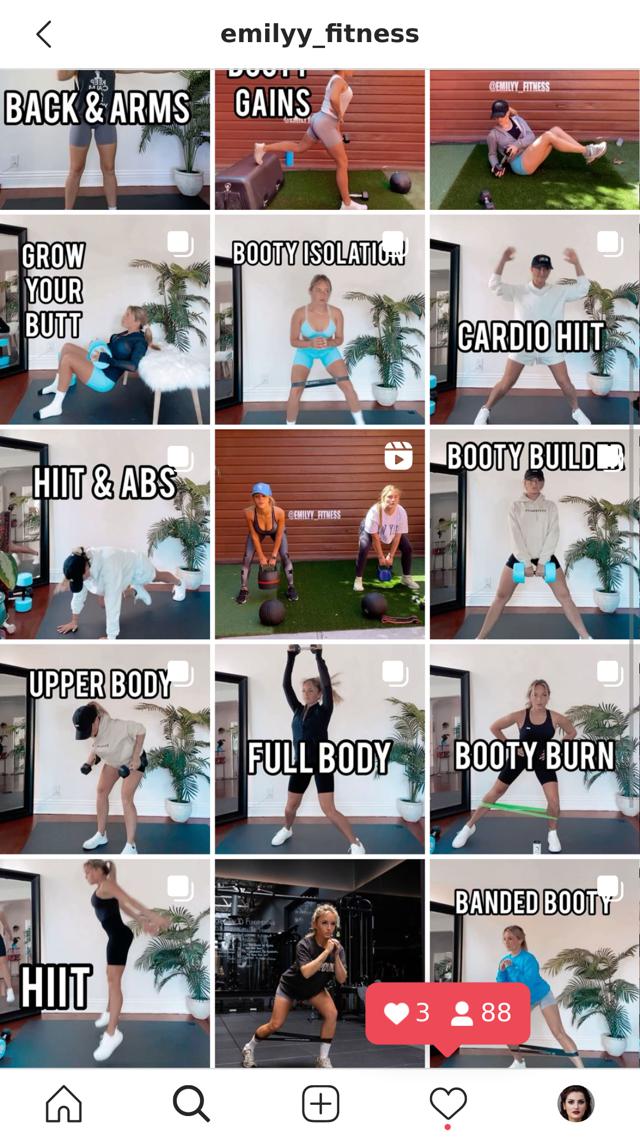 emilyy_fitness
BACK & ARMS
BOOTY
GAINS
@EMILYY_FITNESS
GROW
YOUR
BUTT
BOOTY ISOLATION
CARDIO HIIT
HIIT & ABS
@EMILYY_FITNESS
BOOTY BUILDER
UPPER BODY
FULL BODY
BOOTY BURN
HIIT
BANDED BOOTY
3 88